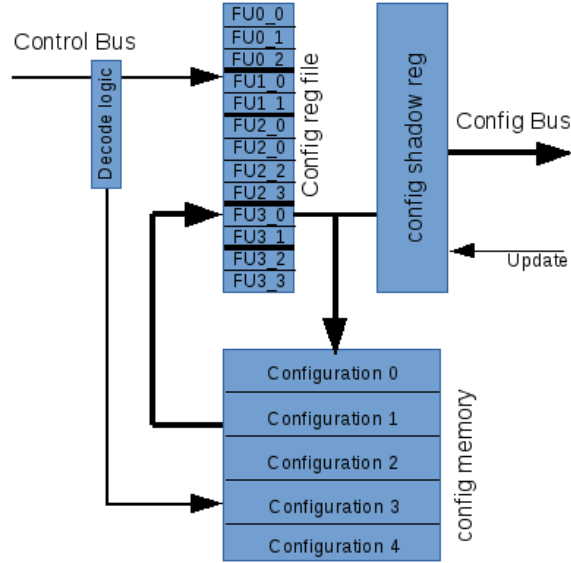 Control Bus
Decode logic
FU0_0
FU0_1
FU0_2
FU1_0
FU1_1
FU2_0
FU2_0
FU2_2
FU2_3
FU3_0
FU3_1
FU3_2
FU3_3
Config reg file
config shadow reg
Config Bus
Update
Configuration 0
Configuration 1
Configuration 2
Configuration 3
Configuration 4
config memory